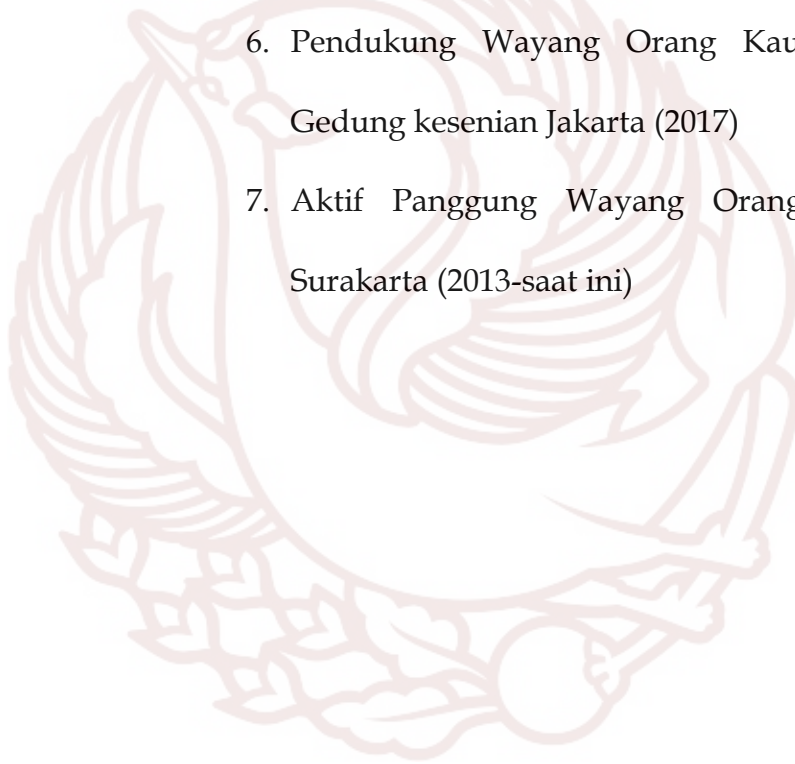 6. Pendukung Wayang Orang
Gedung kesenian Jakarta (2017)
7. Aktif Panggung Wayang Orang
Surakarta (2013-saat ini)